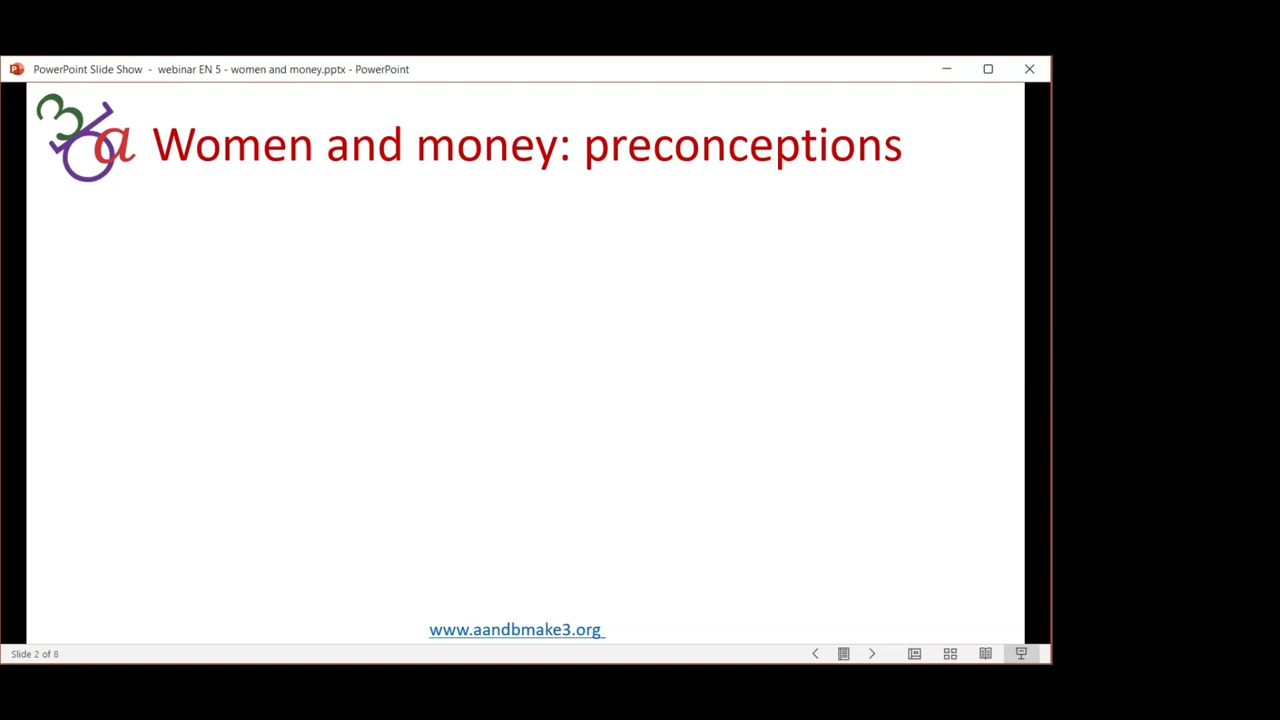 PowerPoint Slide Show - webinar EN 5 - women and money.pptx - PowerPoint
Women and money: preconceptions
www.aandbmake3.org
Slide 2 of 8